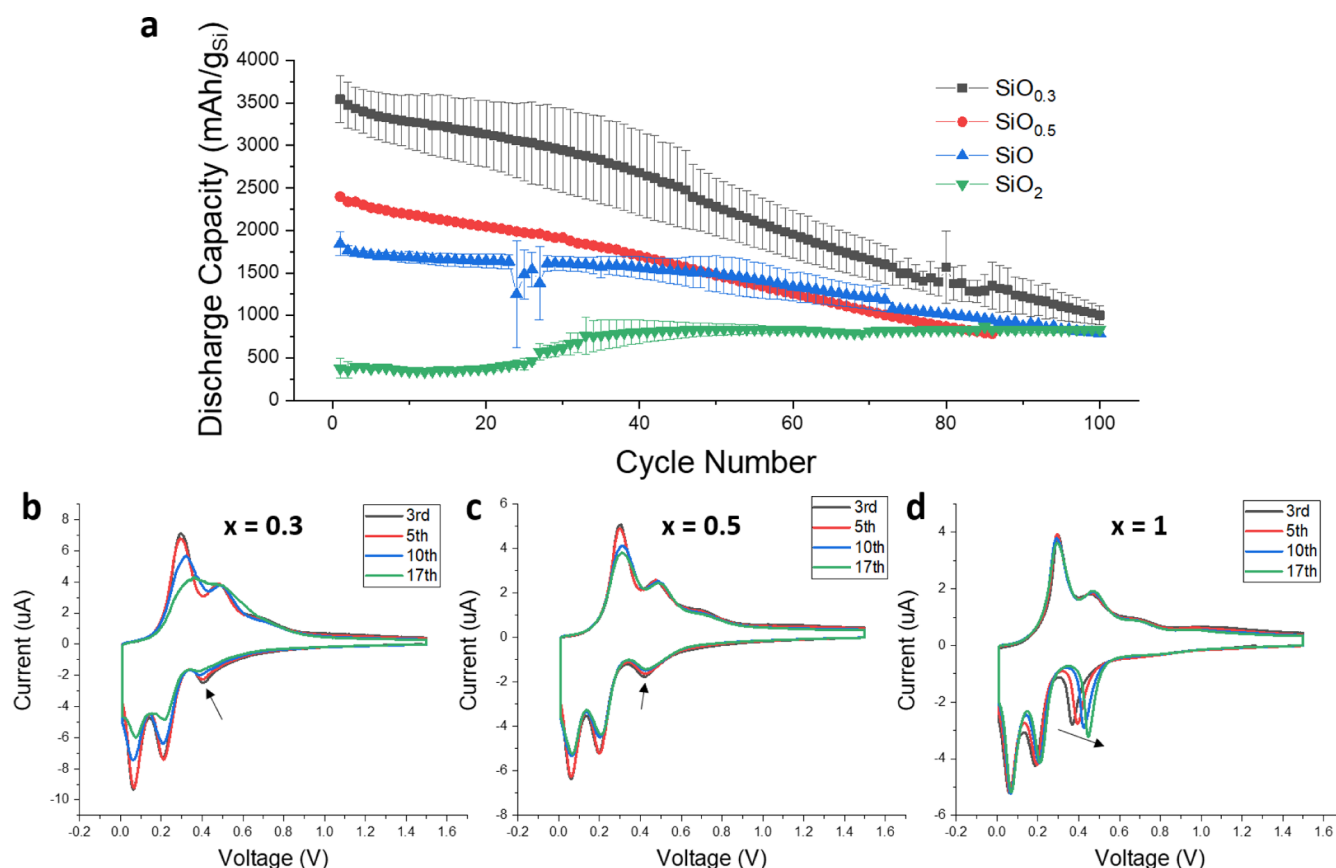 a
Discharge Capacity (mAh/gSi)
4000
3500
3000
2500
2000
1500
1000
500
0
SiO0.3
SiO0.5
SiO
SiO2
0 20 40 60 80 100
Cycle Number
b
x = 0.3
3rd
5th
10th
17th
Current (uA)
8
6
4
2
0
-2
-4
-6
-8
-10
-0.2 0.0 0.2 0.4 0.6 0.8 1.0 1.2 1.4 1.6
Voltage (V)
c
x = 0.5
3rd
5th
10th
17th
Current (uA)
6
4
2
0
-2
-4
-6
-8
-0.2 0.0 0.2 0.4 0.6 0.8 1.0 1.2 1.4 1.6
Voltage (V)
d
x = 1
3rd
5th
10th
17th
Current (uA)
4
2
0
-2
-4
-6
-0.2 0.0 0.2 0.4 0.6 0.8 1.0 1.2 1.4 1.6
Voltage (V)